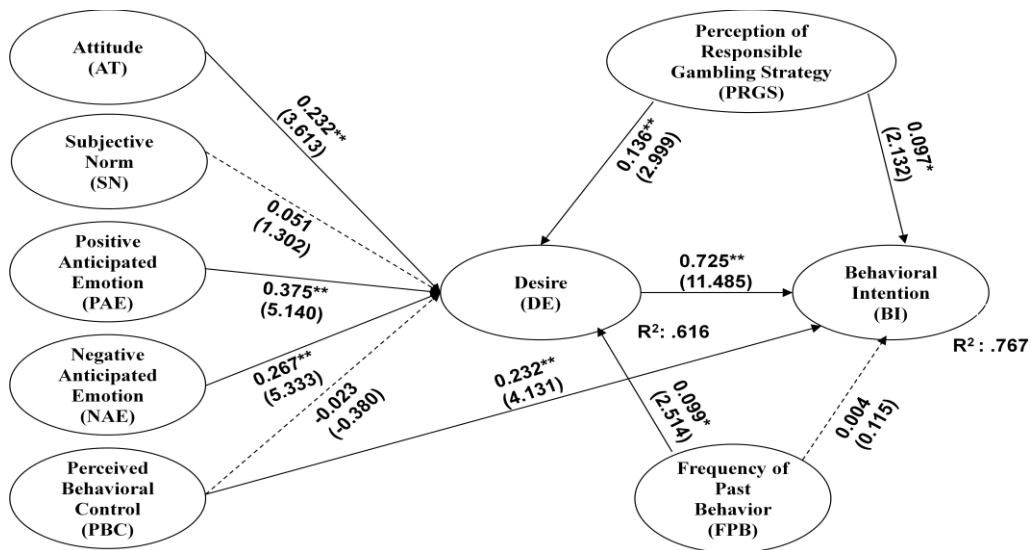 Attitude
(AT)
Subjective
Norm
(SN)
Positive
Anticipated
Emotion
(PAE)
Negative
Anticipated
Emotion
(NAE)
Perceived
Behavioral
Control
(PBC)
0.232**
(3.613)
0.051
(1.302)
0.375**
(5.140)
0.267**
(5.333)
-0.023
(-0.380)
Perception of
Responsible
Gambling Strategy
(PRGS)
0.136**
(2.999)
0.097*
(2.132)
Desire
(DE)
0.725**
(11.485)
Behavioral
Intention
(BI)
R²: .616
R² : .767
0.232**
(4.131)
0.099*
(2.514)
0.004
(0.115)
Frequency of
Past
Behavior
(FPB)